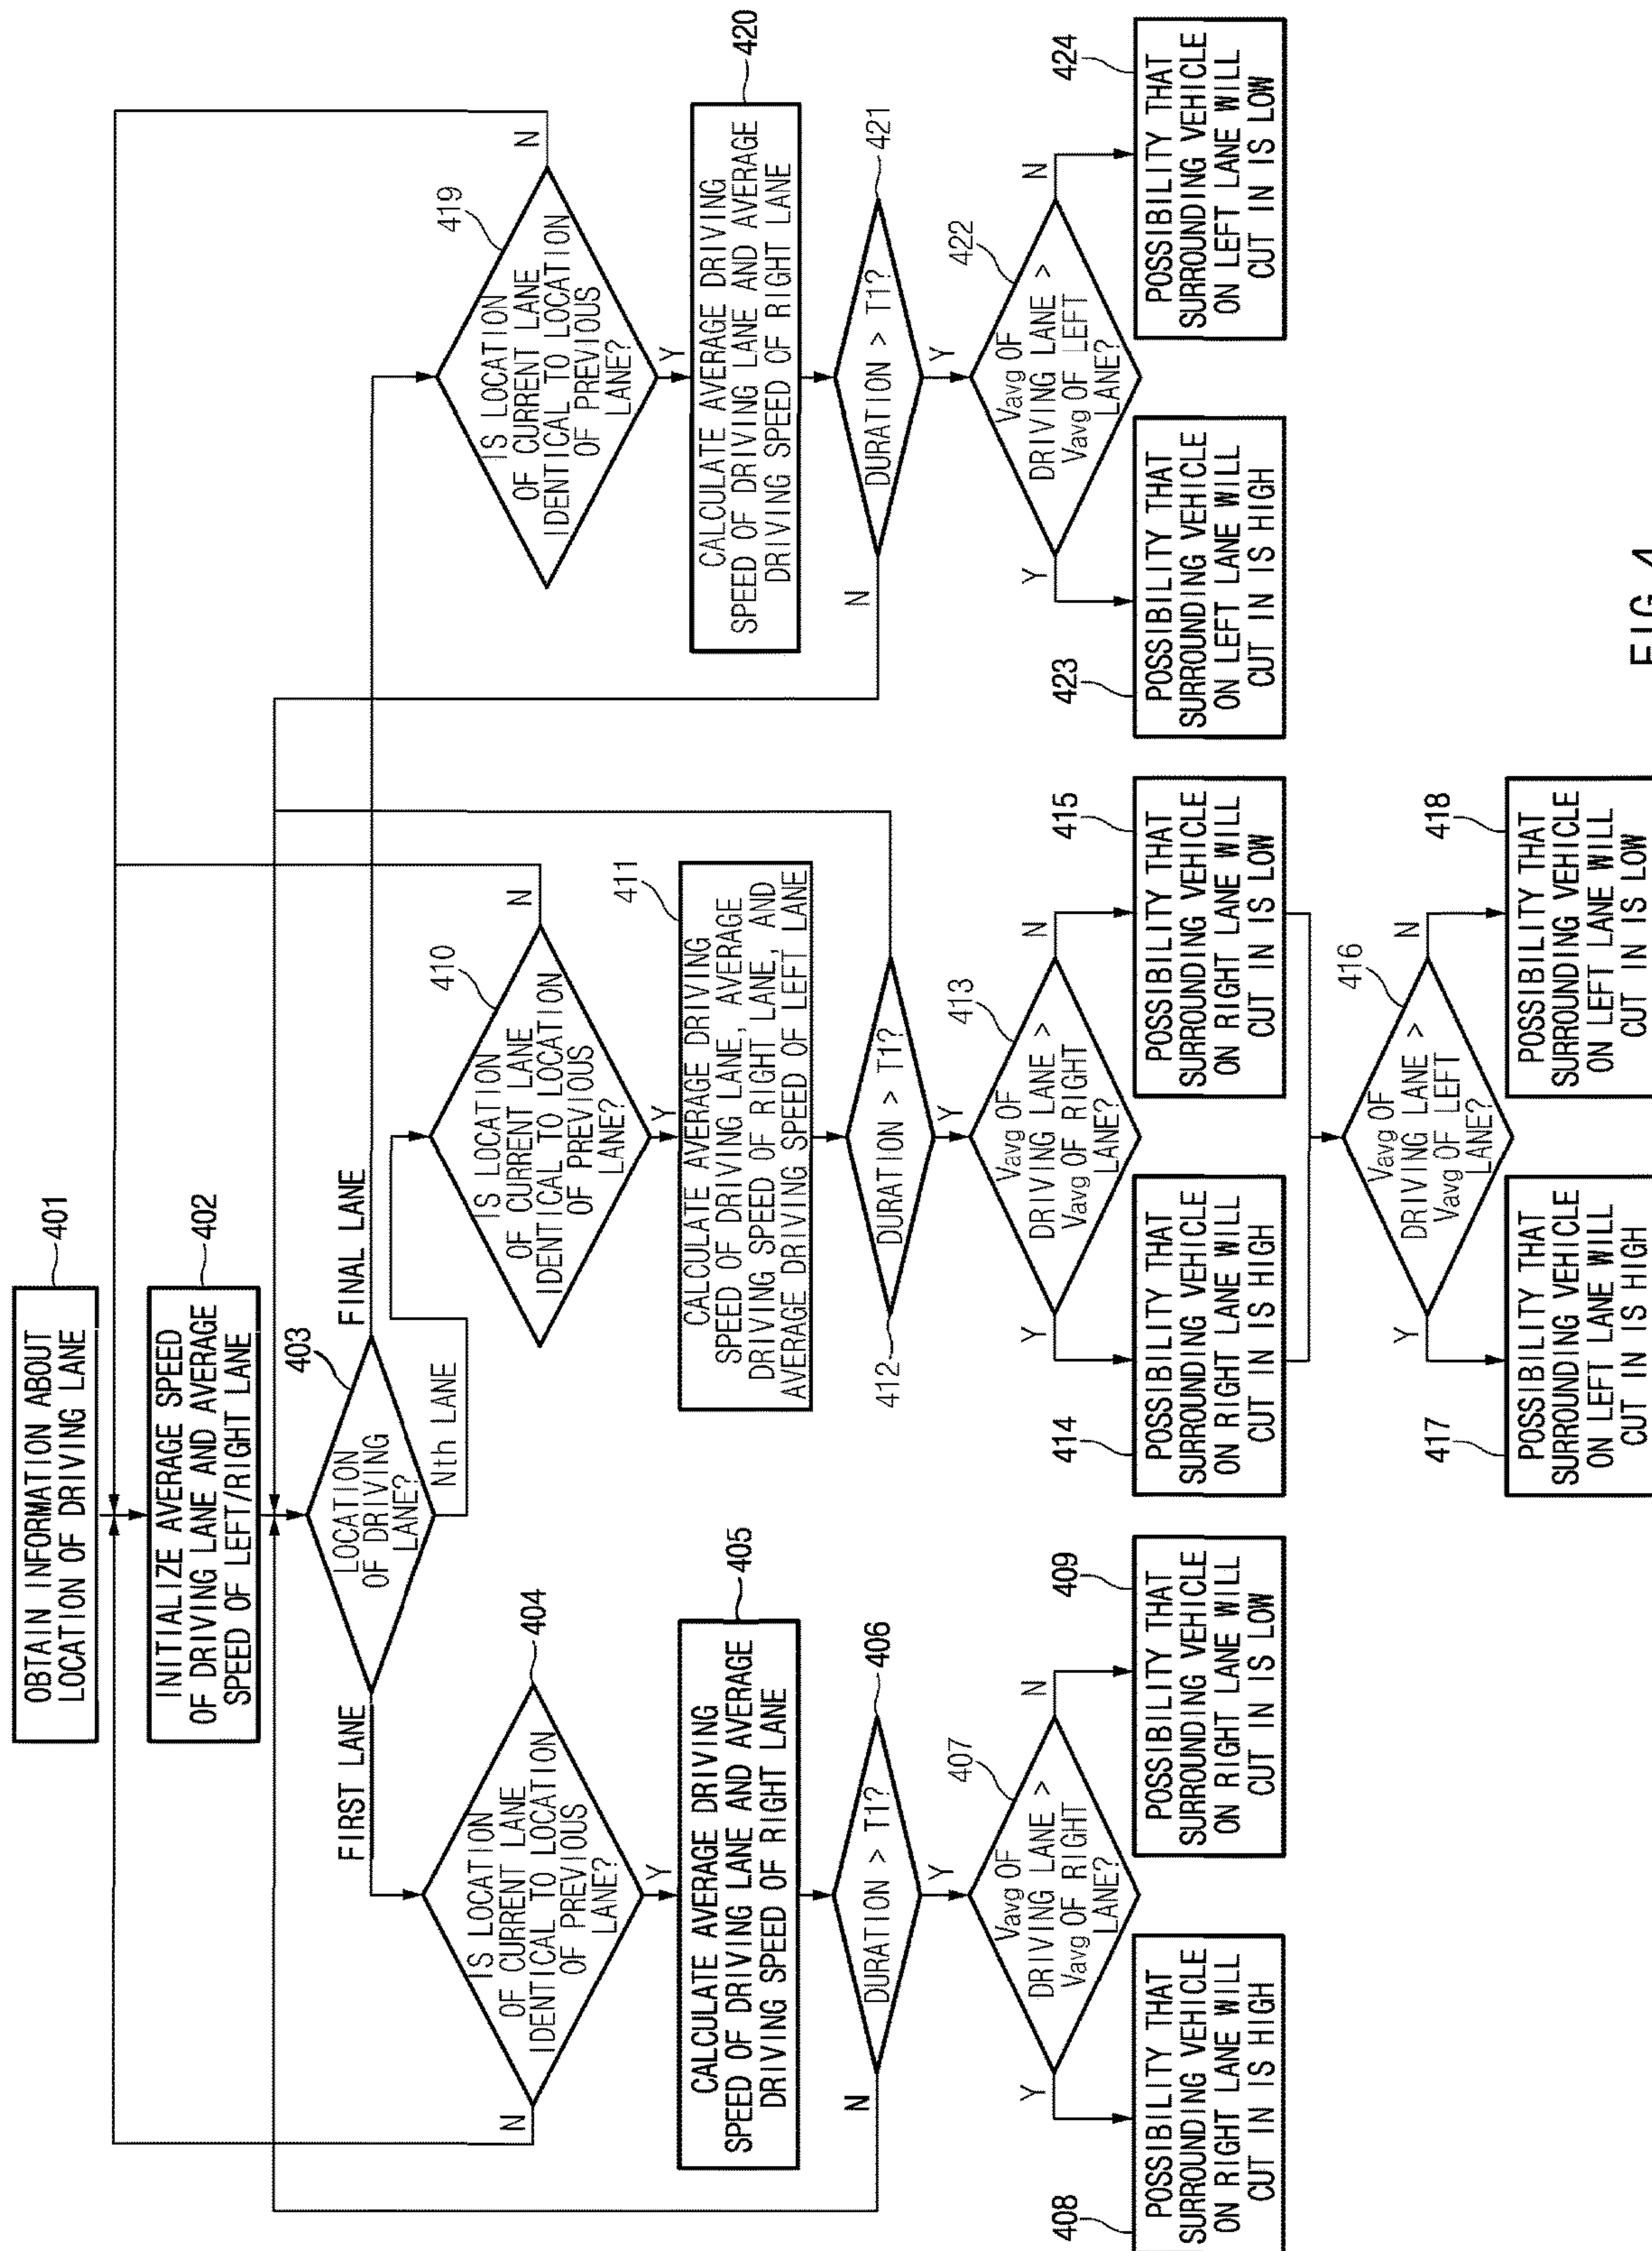 OBTAIN INFORMATION ABOUT
LOCATION OF DRIVING LANE
401
INITIALIZE AVERAGE SPEED
OF DRIVING LANE AND AVERAGE
SPEED OF LEFT/RIGHT LANE
402
LOCATION
OF DRIVING
LANE?
403
FIRST LANE
Nth LANE
FINAL LANE
IS LOCATION
OF CURRENT LANE
IDENTICAL TO LOCATION
OF PREVIOUS
LANE?
404
N
Y
CALCULATE AVERAGE DRIVING
SPEED OF DRIVING LANE AND AVERAGE
DRIVING SPEED OF RIGHT LANE
405
DURATION > T1?
406
N
Y
Vavg OF
DRIVING LANE >
Vavg OF RIGHT
LANE?
407
Y
N
408
POSSIBILITY THAT
SURROUNDING VEHICLE
ON RIGHT LANE WILL
CUT IN IS HIGH
409
POSSIBILITY THAT
SURROUNDING VEHICLE
ON RIGHT LANE WILL
CUT IN IS LOW
IS LOCATION
OF CURRENT LANE
IDENTICAL TO LOCATION
OF PREVIOUS
LANE?
410
N
Y
CALCULATE AVERAGE DRIVING
SPEED OF DRIVING LANE, AVERAGE
DRIVING SPEED OF RIGHT LANE, AND
AVERAGE DRIVING SPEED OF LEFT LANE
411
DURATION > T1?
412
Y
Vavg OF
DRIVING LANE >
Vavg OF RIGHT
LANE?
413
Y
N
414
POSSIBILITY THAT
SURROUNDING VEHICLE
ON RIGHT LANE WILL
CUT IN IS HIGH
415
POSSIBILITY THAT
SURROUNDING VEHICLE
ON RIGHT LANE WILL
CUT IN IS LOW
Vavg OF
DRIVING LANE >
Vavg OF LEFT
LANE?
416
Y
N
417
POSSIBILITY THAT
SURROUNDING VEHICLE
ON LEFT LANE WILL
CUT IN IS HIGH
418
POSSIBILITY THAT
SURROUNDING VEHICLE
ON LEFT LANE WILL
CUT IN IS LOW
IS LOCATION
OF CURRENT LANE
IDENTICAL TO LOCATION
OF PREVIOUS
LANE?
419
N
Y
CALCULATE AVERAGE DRIVING
SPEED OF DRIVING LANE AND AVERAGE
DRIVING SPEED OF RIGHT LANE
420
DURATION > T1?
421
N
Y
Vavg OF
DRIVING LANE >
Vavg OF LEFT
LANE?
422
Y
N
423
POSSIBILITY THAT
SURROUNDING VEHICLE
ON LEFT LANE WILL
CUT IN IS HIGH
424
POSSIBILITY THAT
SURROUNDING VEHICLE
ON LEFT LANE WILL
CUT IN IS LOW
FIG. 4